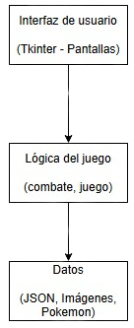 Interfaz de usuario
(Tkinter - Pantallas)
Lógica del juego
(combate, juego)
Datos
(JSON, Imágenes,
Pokemon)